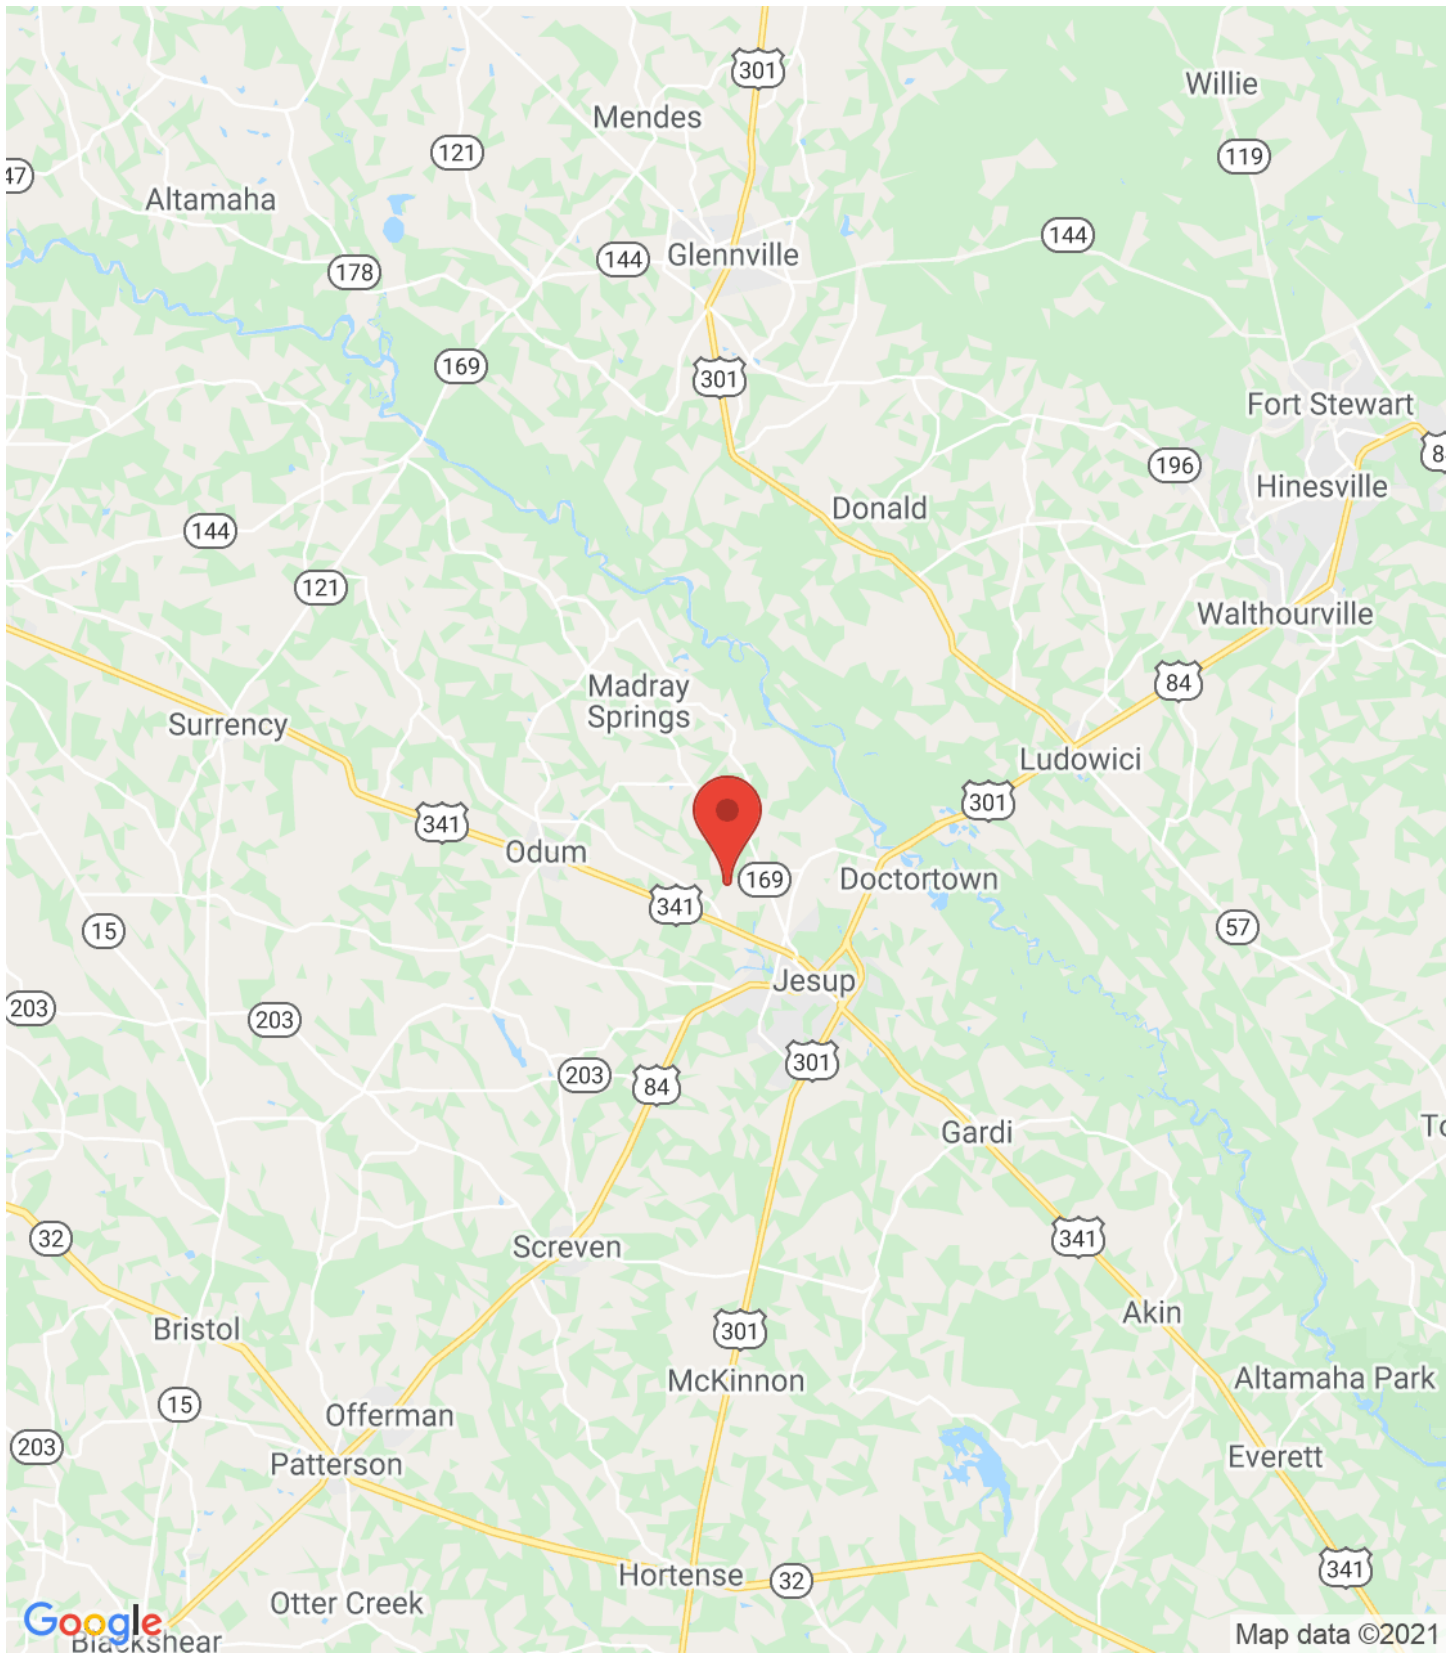 301
Willie
Mendes
121
119
47
Altamaha
144
144
Glennville
178
169
301
Fort Stewart
8
196
Hinesville
Donald
144
121
Walthourville
84
Madray
Springs
Surrency
Ludowici
301
341
Odum
169
Doctortown
341
15
57
Jesup
203
203
301
203
84
Gardi
To
32
341
Screven
Akin
Bristol
301
McKinnon
Altamaha Park
15
Offerman
203
Patterson
Everett
341
Hortense
32
Otter Creek
Google
Blackshear
Map data ©2021